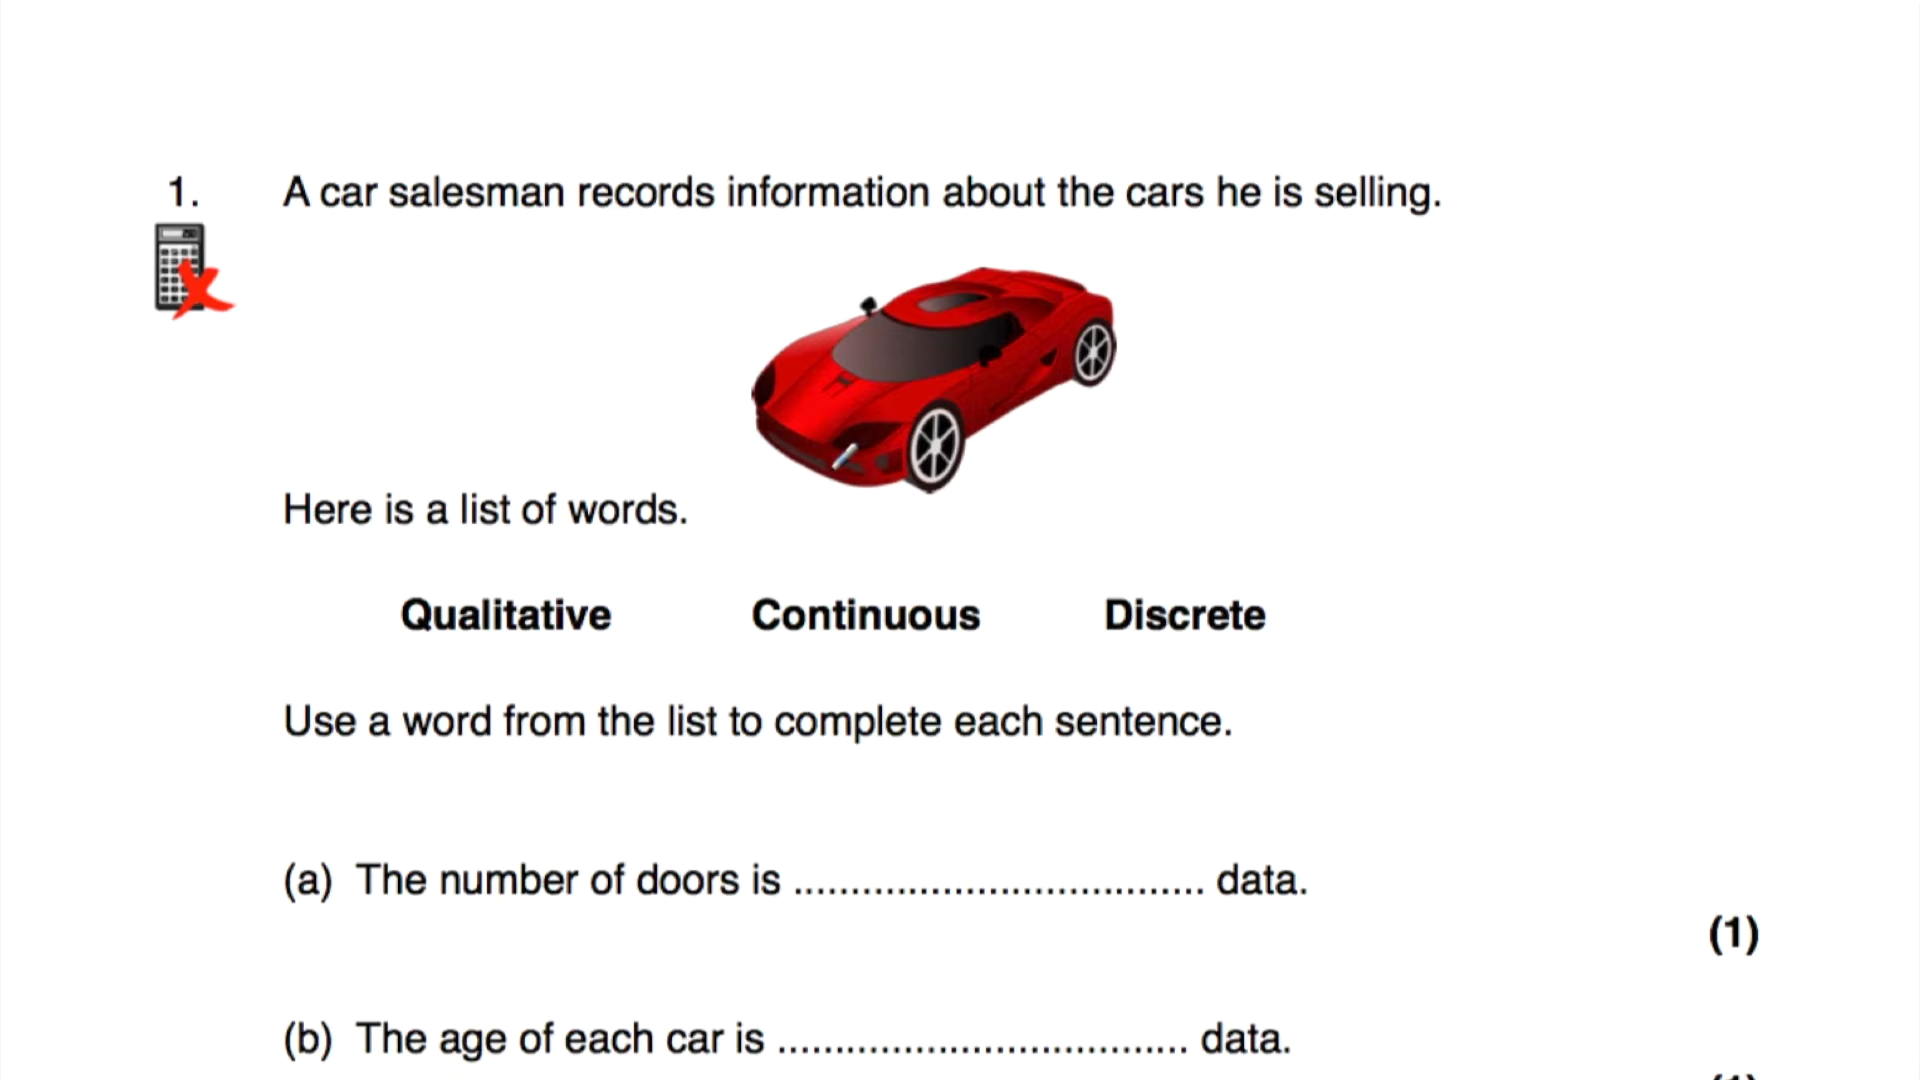 1. A car salesman records information about the cars he is selling.
Here is a list of words.
Qualitative Continuous Discrete
Use a word from the list to complete each sentence.
(a) The number of doors is .................................... data.
(1)
(b) The age of each car is .................................... data.